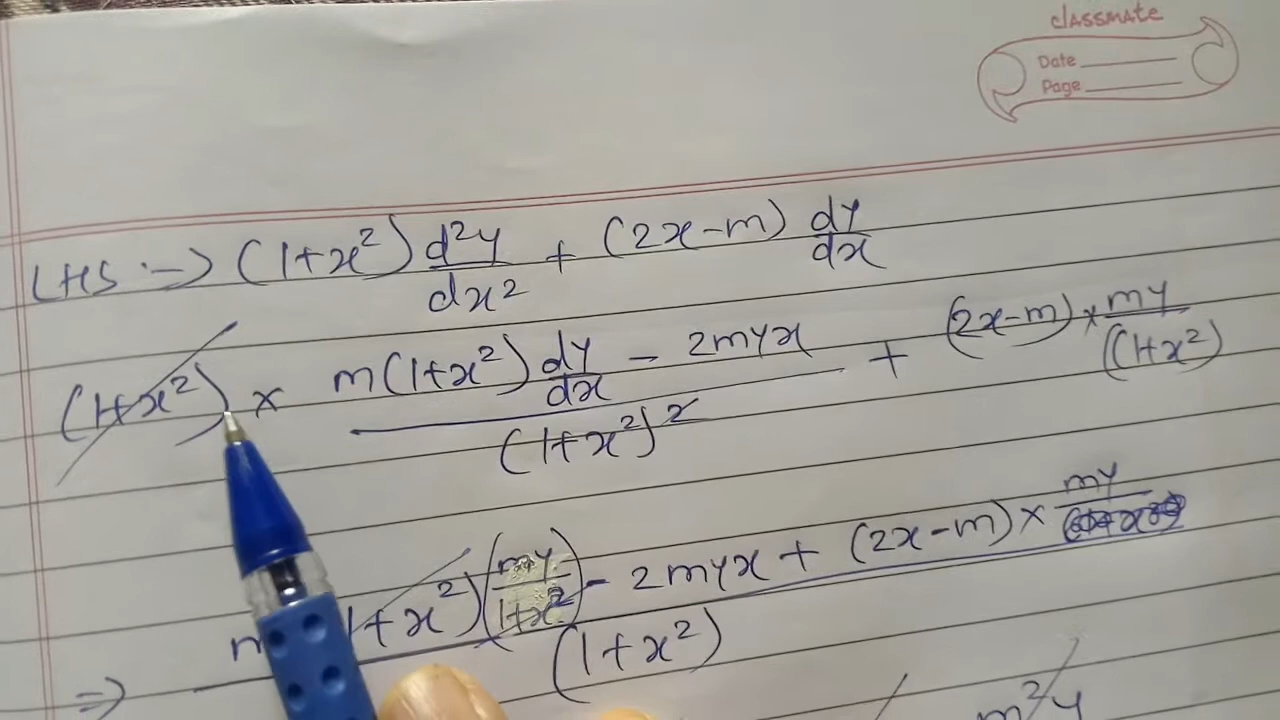 classmate
Date
Page
LHS :-> (1+x²) d²y/dx² + (2x-m) dy/dx
(1+x²) × m(1+x²) dy/dx - 2myx / (1+x²)² + (2x-m) × my/((1+x²)
=> m (1+x²) (my/1+x²) - 2myx + (2x-m) × my / (1+x²)
m²y